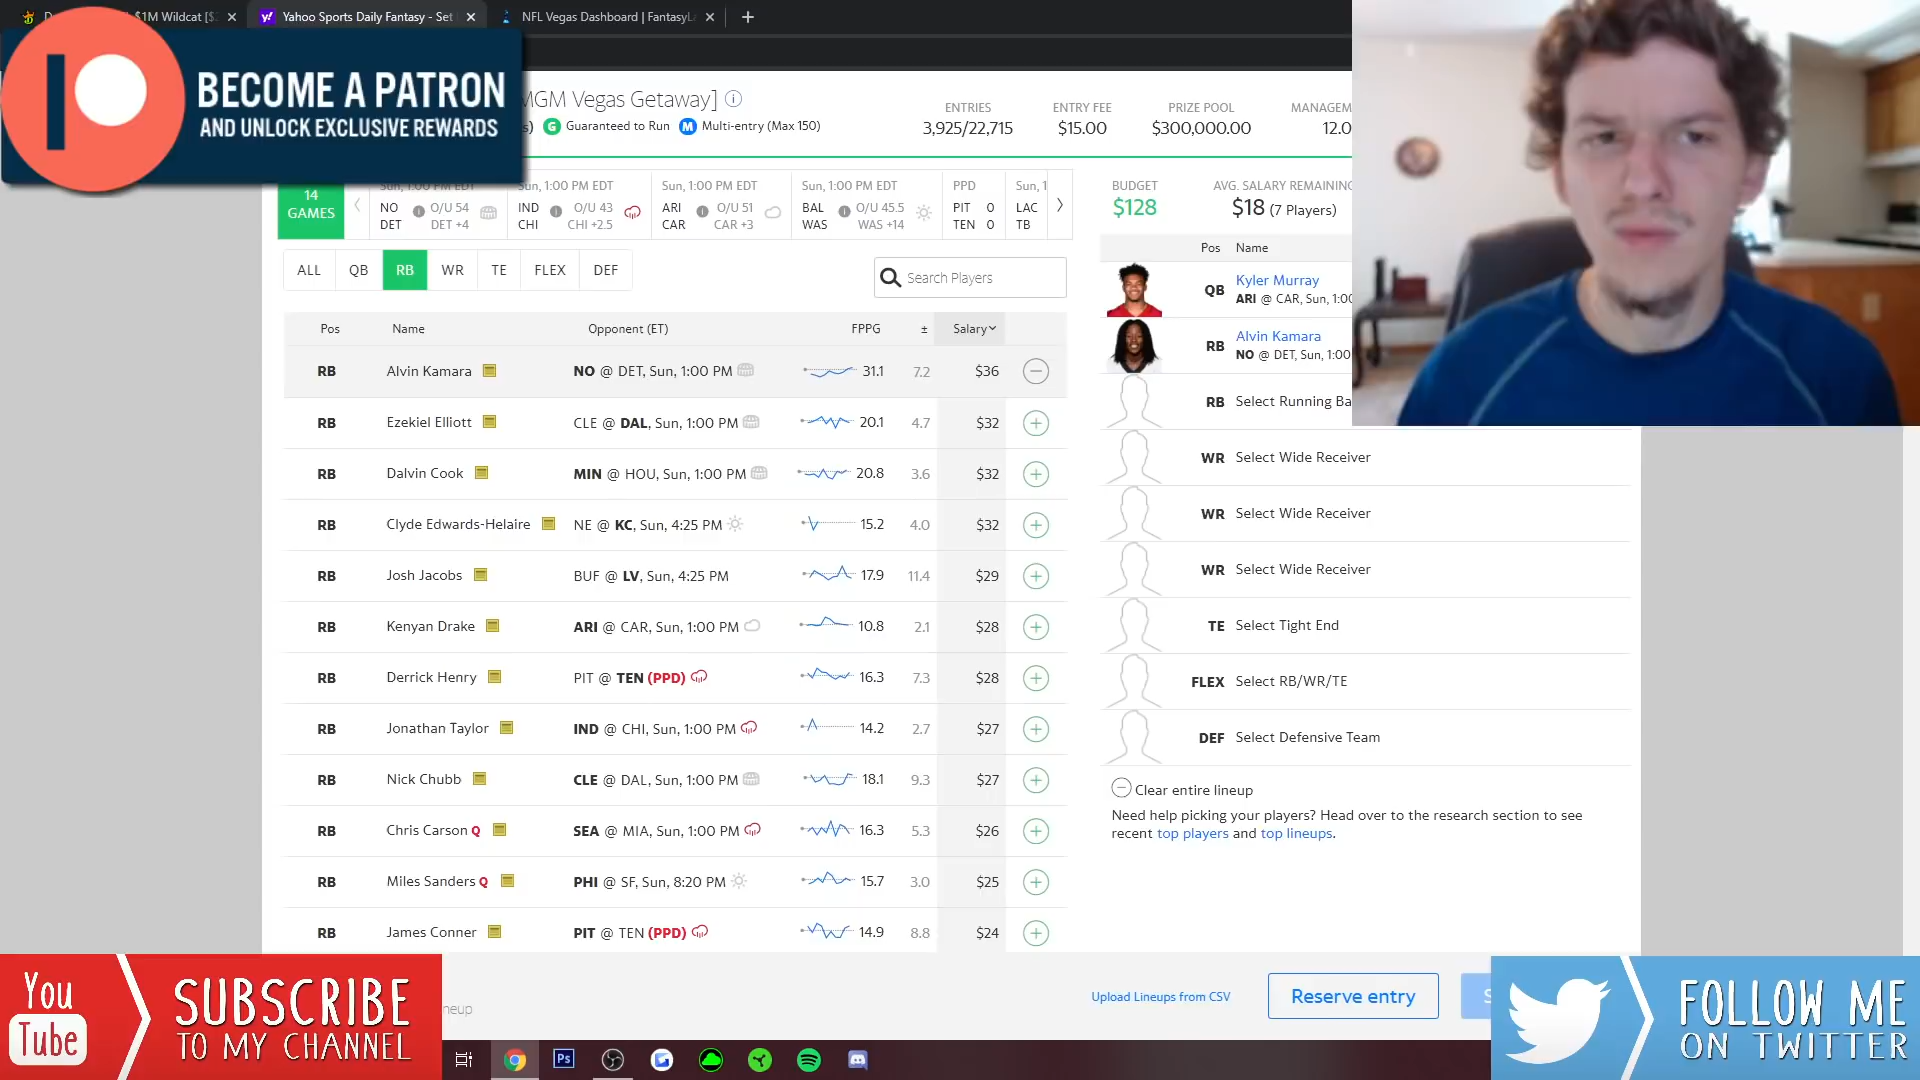 $1M Wildcat [$
Yahoo Sports Daily Fantasy - Set
NFL Vegas Dashboard | FantasyL
BECOME A PATRON
AND UNLOCK EXCLUSIVE REWARDS
MGM Vegas Getaway]
Guaranteed to Run
M Multi-entry (Max 150)
ENTRIES
3,925/22,715
ENTRY FEE
$15.00
PRIZE POOL
$300,000.00
MANAGEM
12.0
14
GAMES
Sun, 1:00 PM EDT
NO O/U 54
DET DET +4
Sun, 1:00 PM EDT
IND O/U 43
CHI CHI +2.5
Sun, 1:00 PM EDT
ARI O/U 51
CAR CAR +3
Sun, 1:00 PM EDT
BAL O/U 45.5
WAS WAS +14
PPD
PIT 0
TEN 0
Sun, 1
LAC
TB
ALL QB RB WR TE FLEX DEF
Search Players
Pos Name Opponent (ET) FPPG ± Salary
RB Alvin Kamara NO @ DET, Sun, 1:00 PM 31.1 7.2 $36
RB Ezekiel Elliott CLE @ DAL, Sun, 1:00 PM 20.1 4.7 $32
RB Dalvin Cook MIN @ HOU, Sun, 1:00 PM 20.8 3.6 $32
RB Clyde Edwards-Helaire NE @ KC, Sun, 4:25 PM 15.2 4.0 $32
RB Josh Jacobs BUF @ LV, Sun, 4:25 PM 17.9 11.4 $29
RB Kenyan Drake ARI @ CAR, Sun, 1:00 PM 10.8 2.1 $28
RB Derrick Henry PIT @ TEN (PPD) 16.3 7.3 $28
RB Jonathan Taylor IND @ CHI, Sun, 1:00 PM 14.2 2.7 $27
RB Nick Chubb CLE @ DAL, Sun, 1:00 PM 18.1 9.3 $27
RB Chris Carson Q SEA @ MIA, Sun, 1:00 PM 16.3 5.3 $26
RB Miles Sanders Q PHI @ SF, Sun, 8:20 PM 15.7 3.0 $25
RB James Conner PIT @ TEN (PPD) 14.9 8.8 $24
BUDGET
$128
AVG. SALARY REMAINING
$18 (7 Players)
Pos Name
QB Kyler Murray
ARI @ CAR, Sun, 1:00
RB Alvin Kamara
NO @ DET, Sun, 1:00
RB Select Running Ba
WR Select Wide Receiver
WR Select Wide Receiver
WR Select Wide Receiver
TE Select Tight End
FLEX Select RB/WR/TE
DEF Select Defensive Team
Clear entire lineup
Need help picking your players? Head over to the research section to see
recent top players and top lineups.
Upload Lineups from CSV
Reserve entry
S
neup
You
Tube
SUBSCRIBE
TO MY CHANNEL
Ps
FOLLOW ME
ON TWITTER